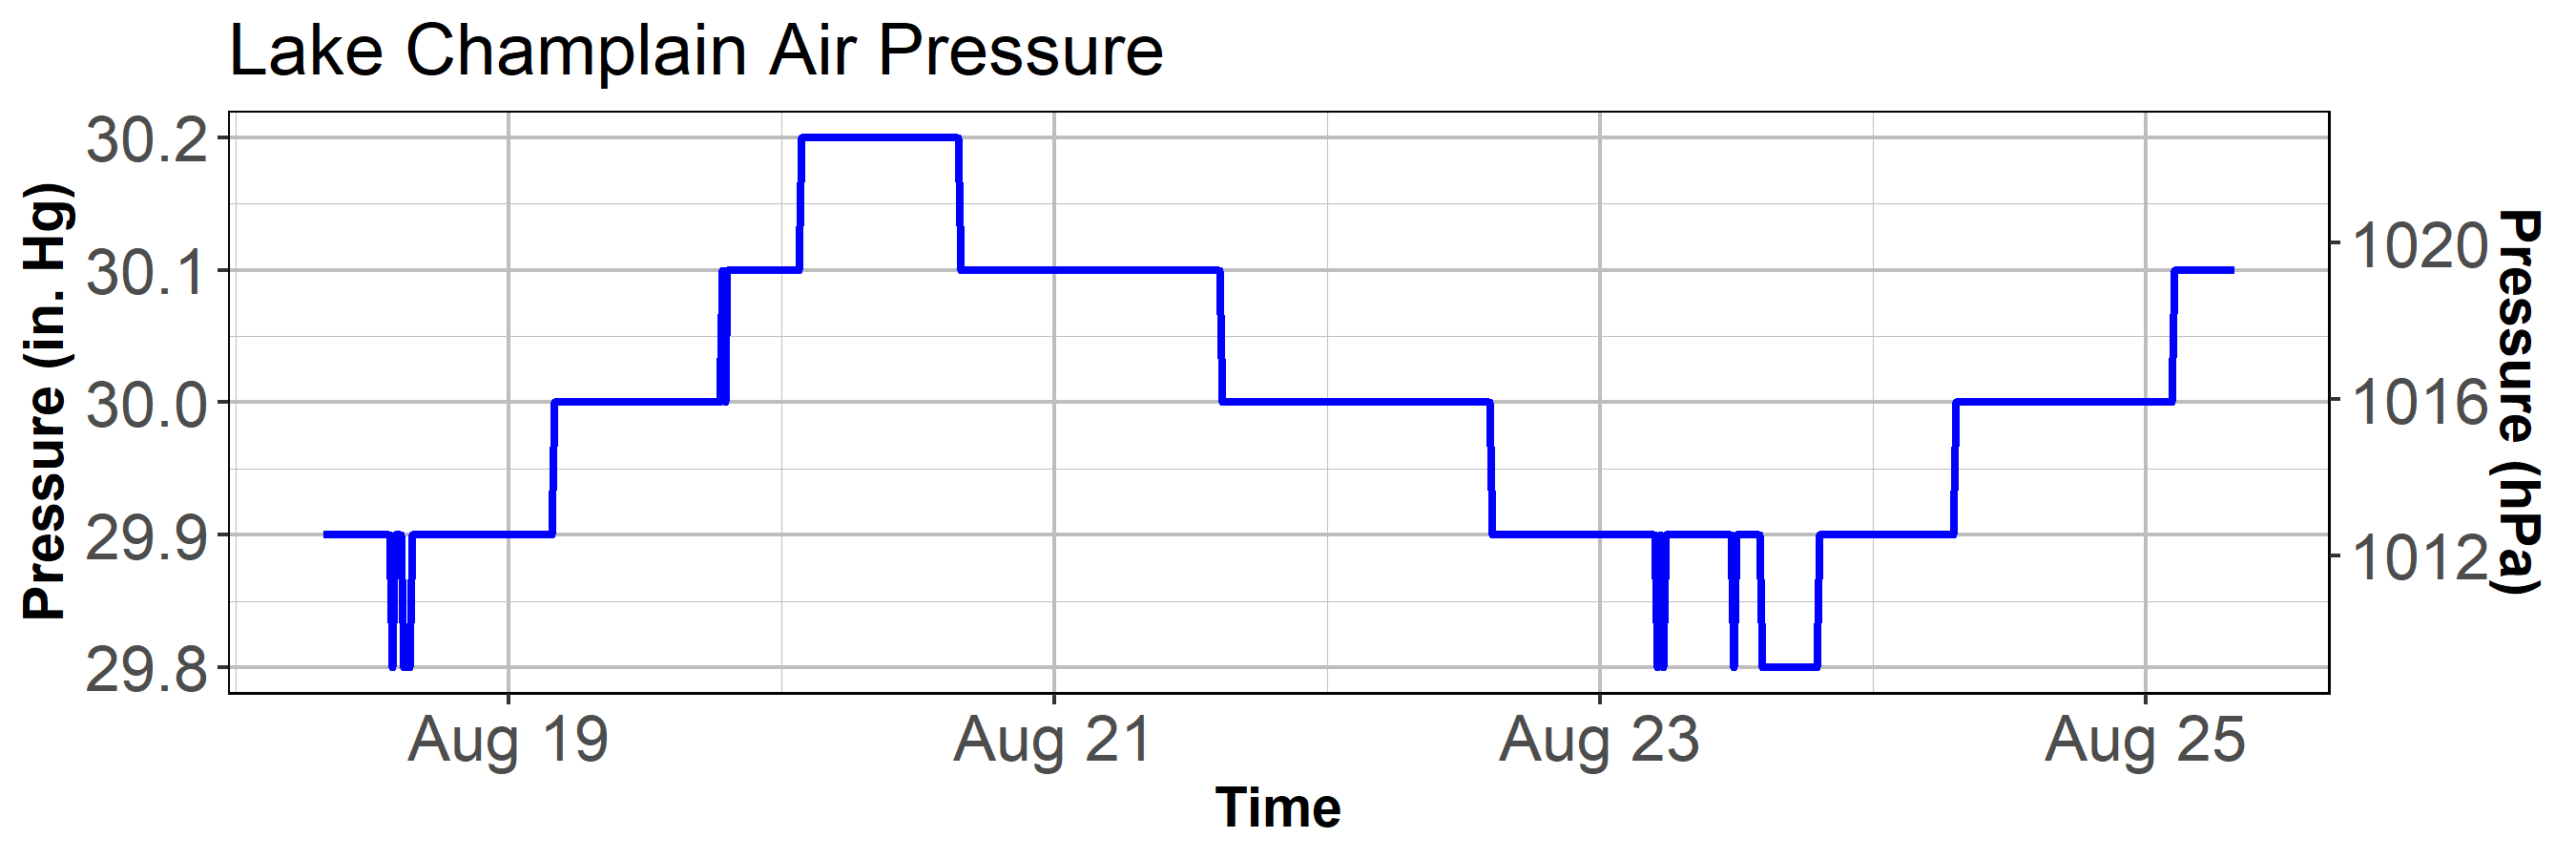 Lake Champlain Air Pressure
30.2
30.1
30.0
29.9
29.8
Pressure (in. Hg)
1020
1016
1012
Pressure (hPa)
Aug 19
Aug 21
Aug 23
Aug 25
Time